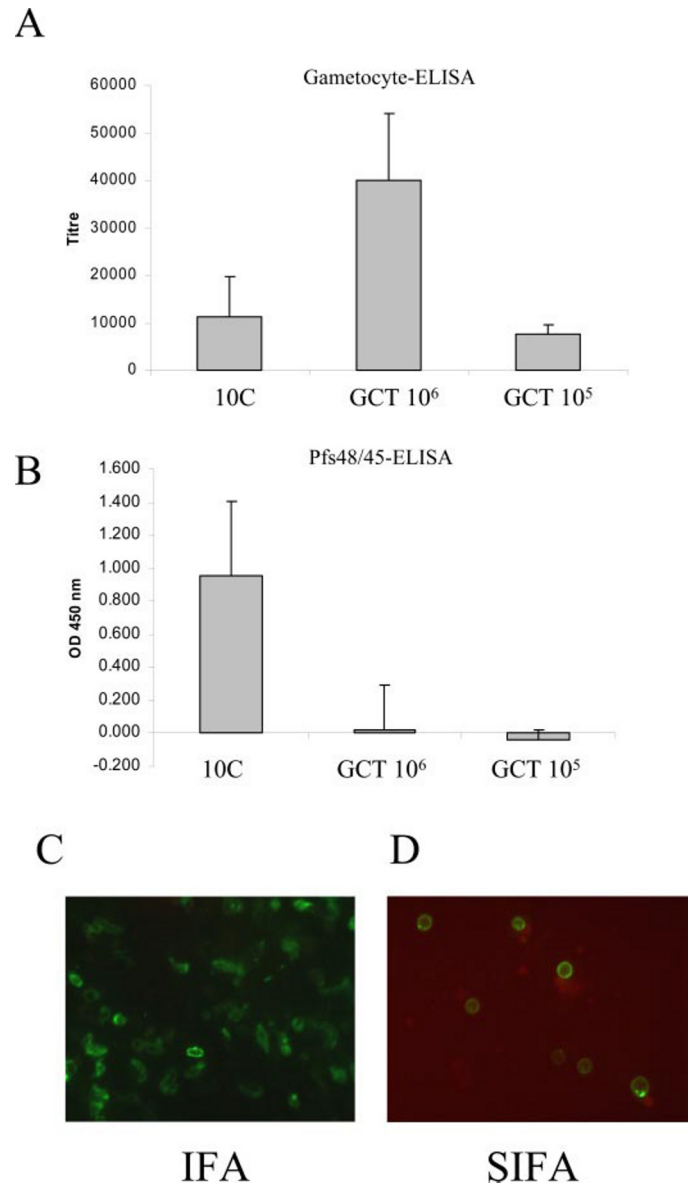 A
Gametocyte-ELISA
60000
50000
40000
30000
20000
10000
0
Titre
10C
GCT 10⁶
GCT 10⁵
B
Pfs48/45-ELISA
1.600
1.400
1.200
1.000
0.800
0.600
0.400
0.200
0.000
-0.200
OD 450 nm
10C
GCT 10⁶
GCT 10⁵
C
D
IFA
SIFA